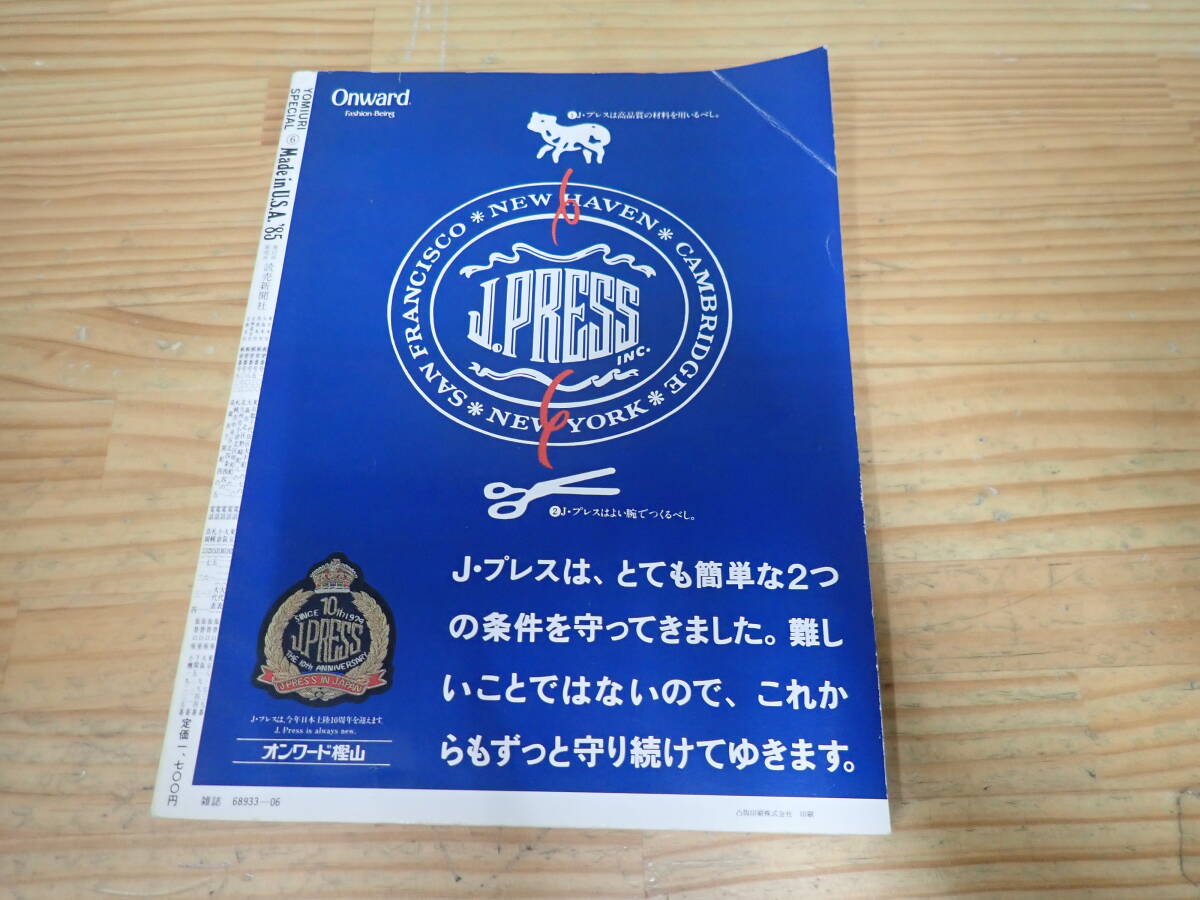 Onward
Fashion-Being
①J・プレスは高品質の材料を用いるべし。
SAN FRANCISCO * NEW HAVEN * CAMBRIDGE * NEW YORK *
J.PRESS
INC.
②J・プレスはよい腕でつくるべし。
J・プレスは、とても簡単な2つ
の条件を守ってきました。難し
いことではないので、これか
らもずっと守り続けてゆきます。
SINCE 10th 1974
J.PRESS
THE 10th ANNIVERSARY
J.PRESS IN JAPAN
J・プレスは、今年日本上陸10周年を迎えます。
J. Press is always new.
オンワード樫山
雑誌 68933—06
凸版印刷株式会社 印刷
YOMIURI
SPECIAL ⑥ Made in U.S.A.'85
読売新聞社
定価一、七〇〇円